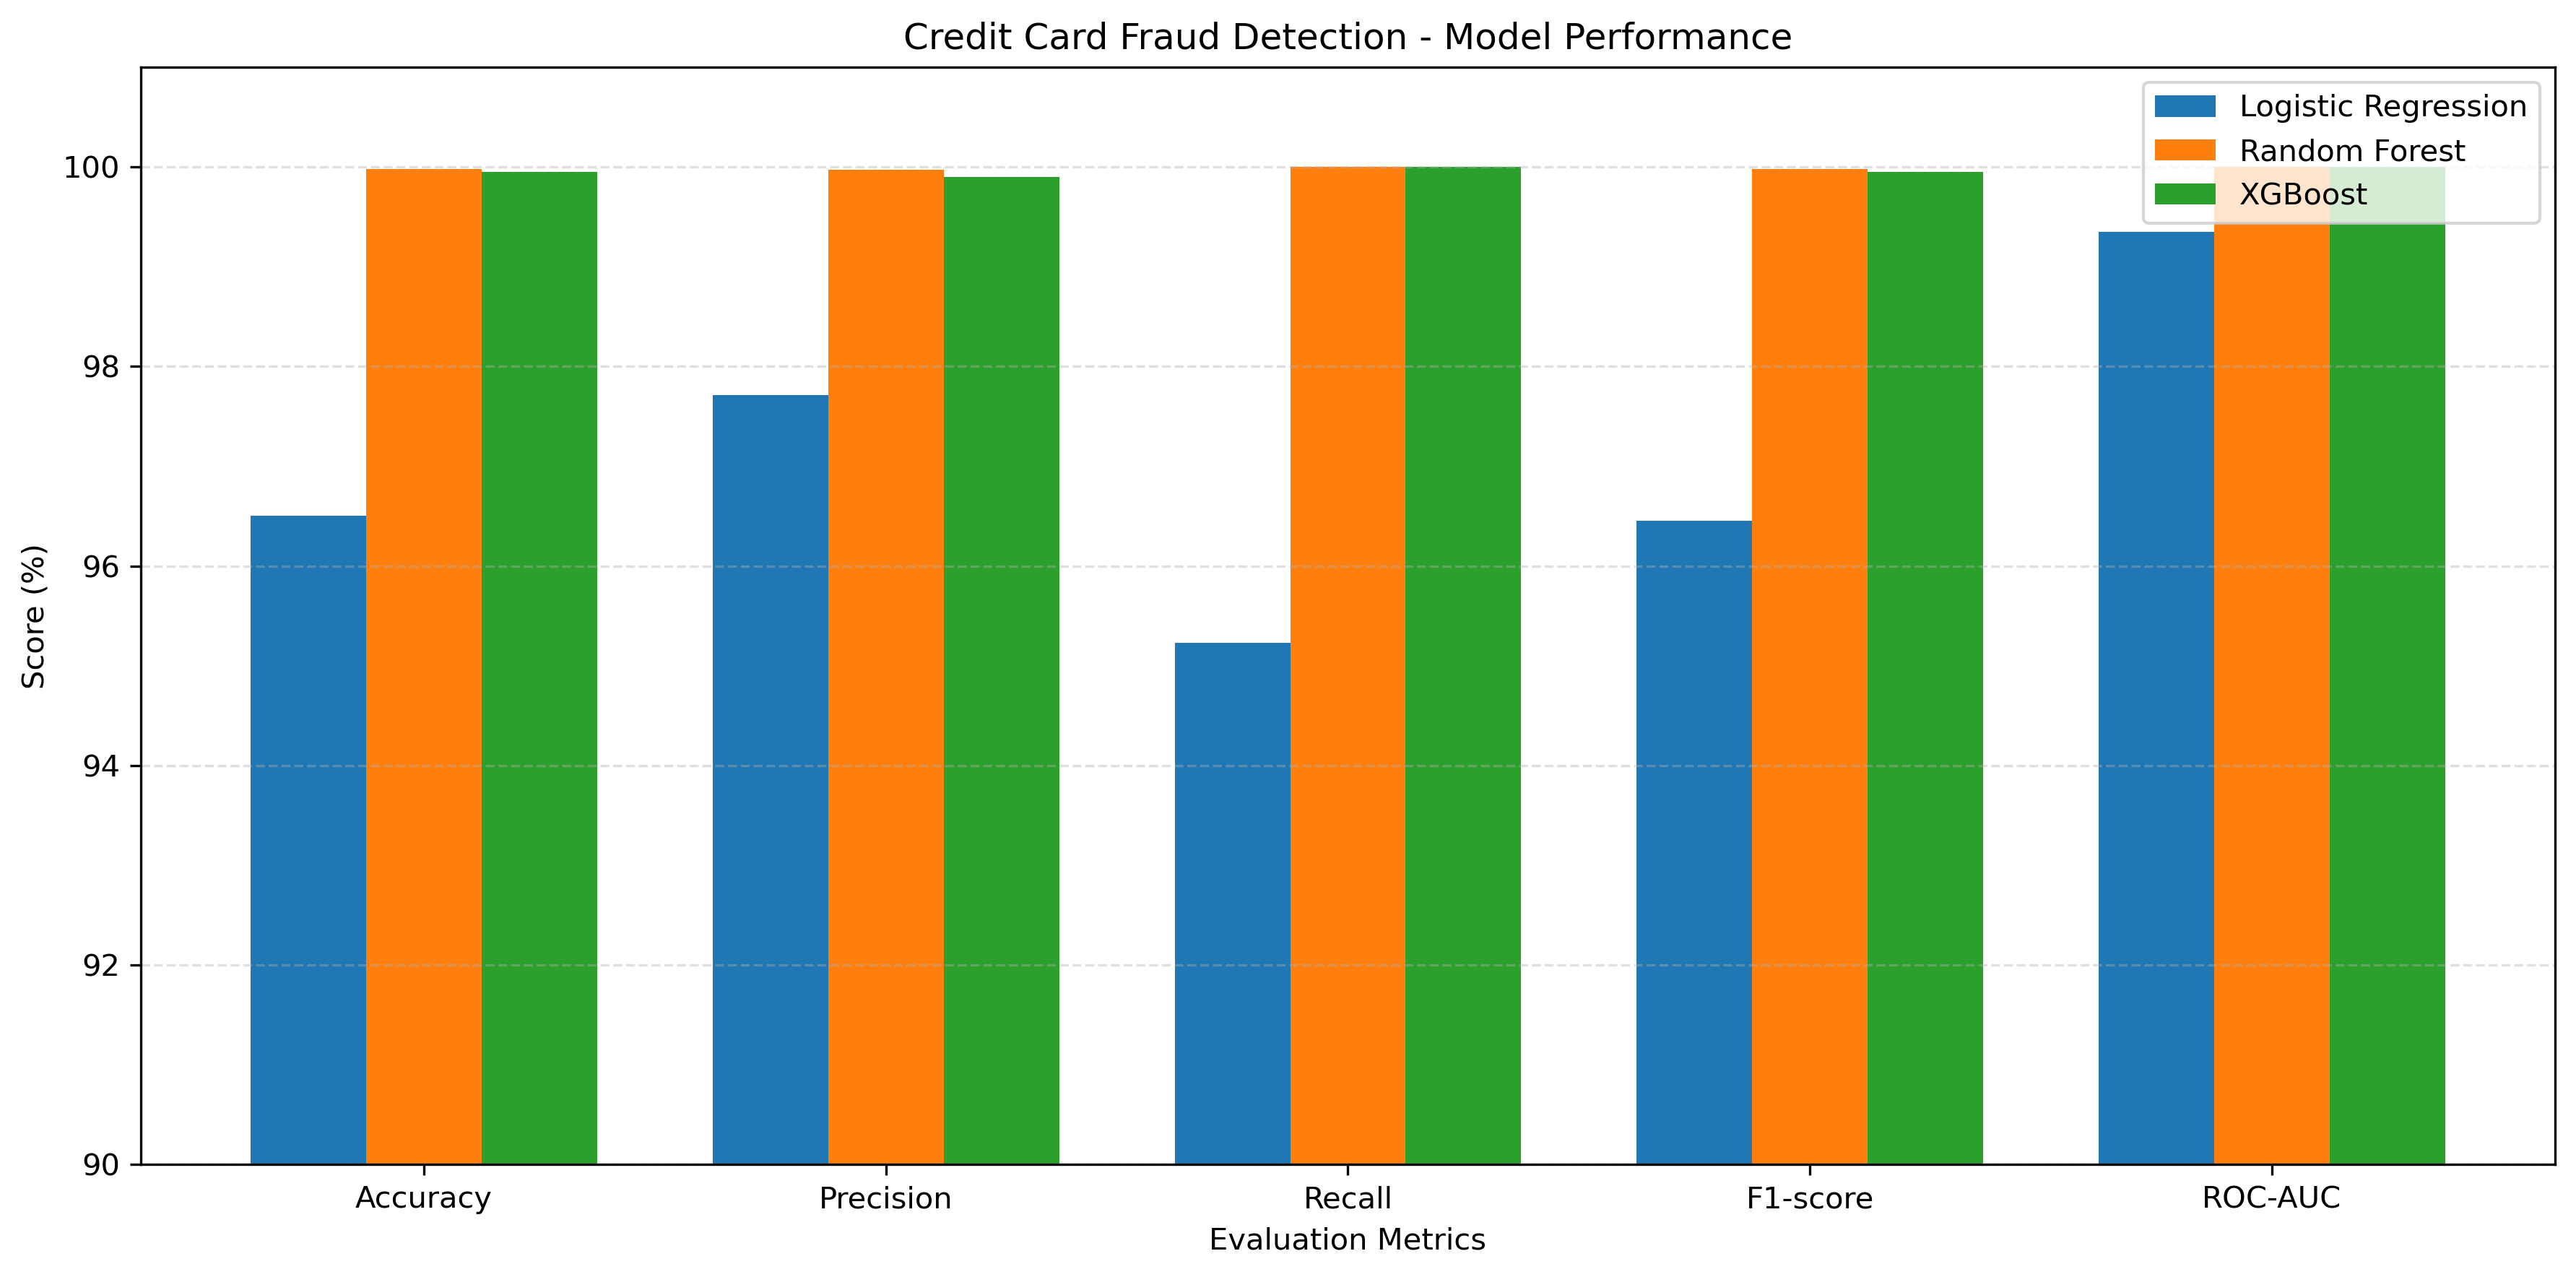 Credit Card Fraud Detection - Model Performance
Logistic Regression
Random Forest
XGBoost
Score (%)
100
98
96
94
92
90
Accuracy Precision Recall F1-score ROC-AUC
Evaluation Metrics